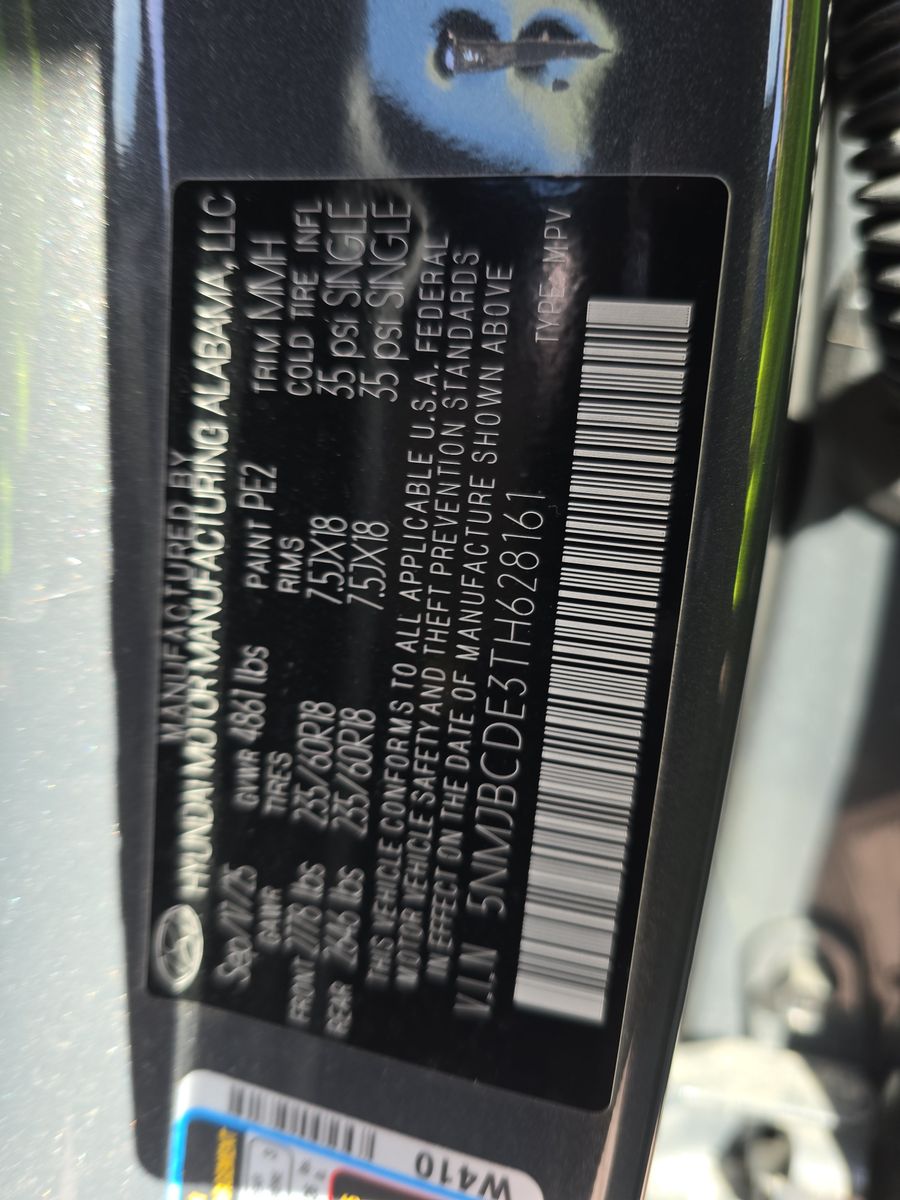 MANUFACTURED BY
HYUNDAI MOTOR MANUFACTURING ALABAMA, LLC
Sep/17/25 GVWR 4861 lbs PAINT PE2 TRIM MMH
GAWR TIRES RIMS COLD TIRE INFL
FRONT lbs 235/60R18 7.5JX18 35 psi SINGLE
REAR 2646 lbs 235/60R18 7.5JX18 35 psi SINGLE
THIS VEHICLE CONFORMS TO ALL APPLICABLE U.S.A. FEDERAL
MOTOR VEHICLE SAFETY AND THEFT PREVENTION STANDARDS
IN EFFECT ON THE DATE OF MANUFACTURE SHOWN ABOVE
V.I.N 5NMJBCDE3TH628161 TYPE: MPV
W410